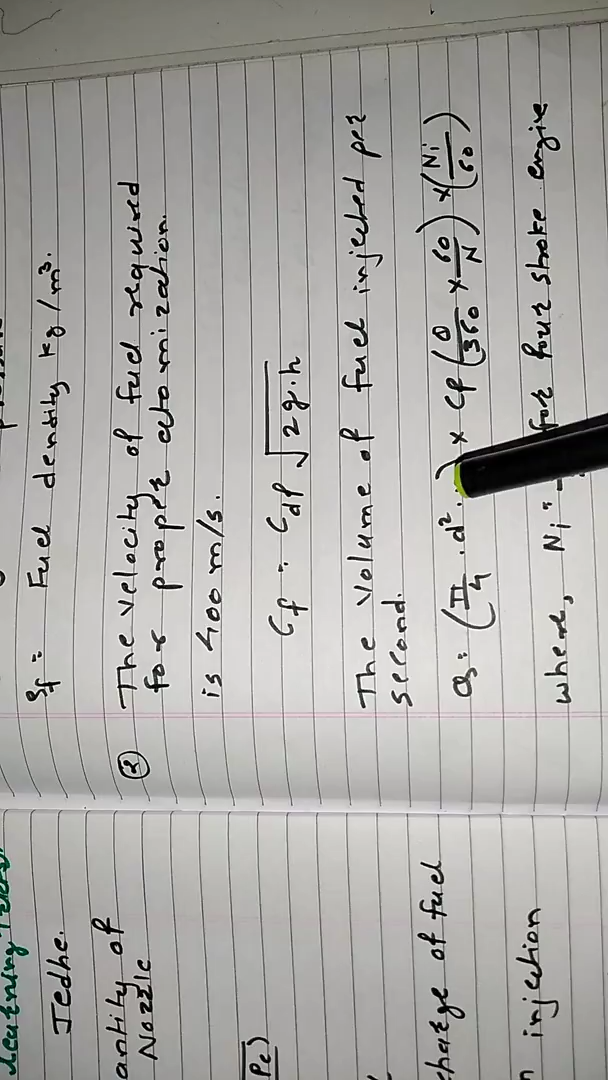 Jedhe.
antity of
Nozzle
Pc)
charge of fuel
n injection
ρf = Fuel density kg/m³.
② The velocity of fuel required
for proper atomization.
is 400 m/s.
Cf = Cdf √2g.h
The volume of fuel injected per
second.
Q = (π/4 . d² . ) × Cf (θ/360 × 60/N) × (Ni/60)
where, Ni = for four stroke engine